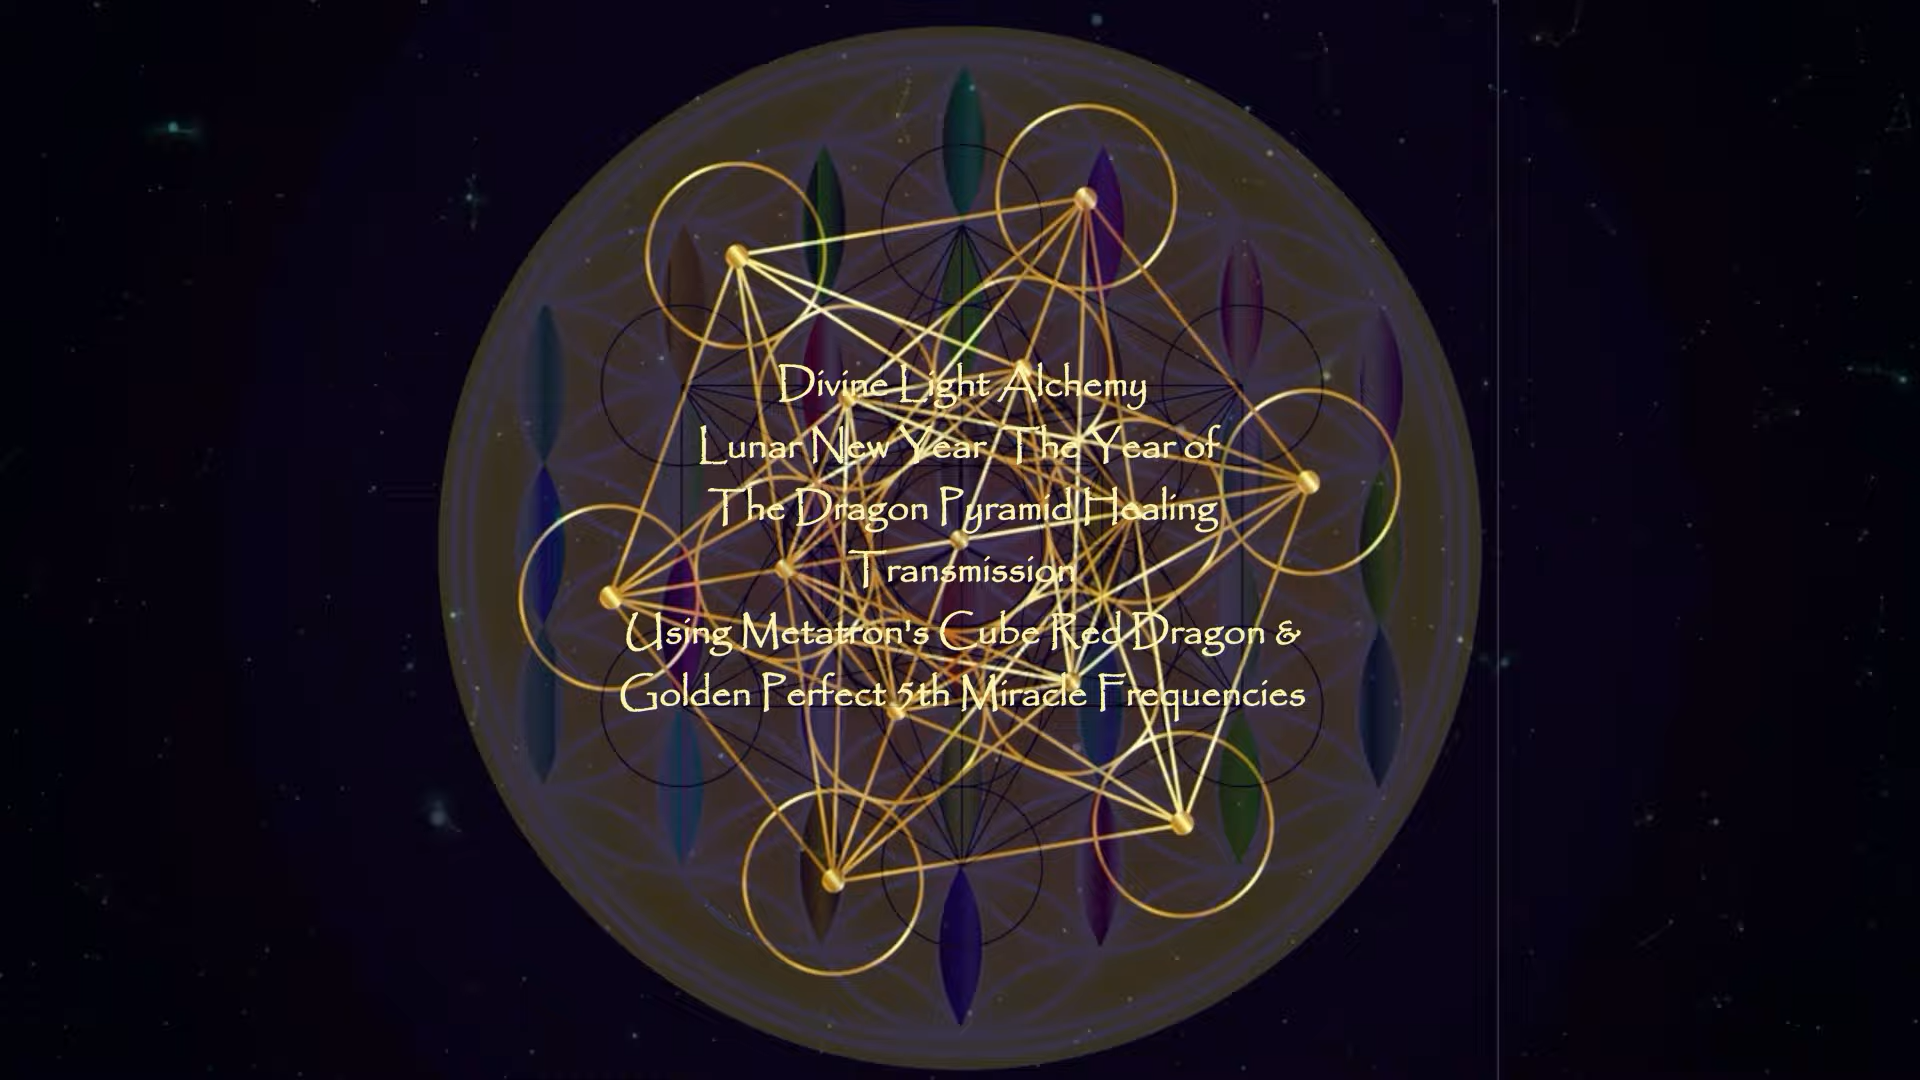 Divine Light Alchemy
Lunar New Year The Year of
The Dragon Pyramid Healing
Transmission
Using Metatron's Cube Red Dragon &
Golden Perfect 5th Miracle Frequencies